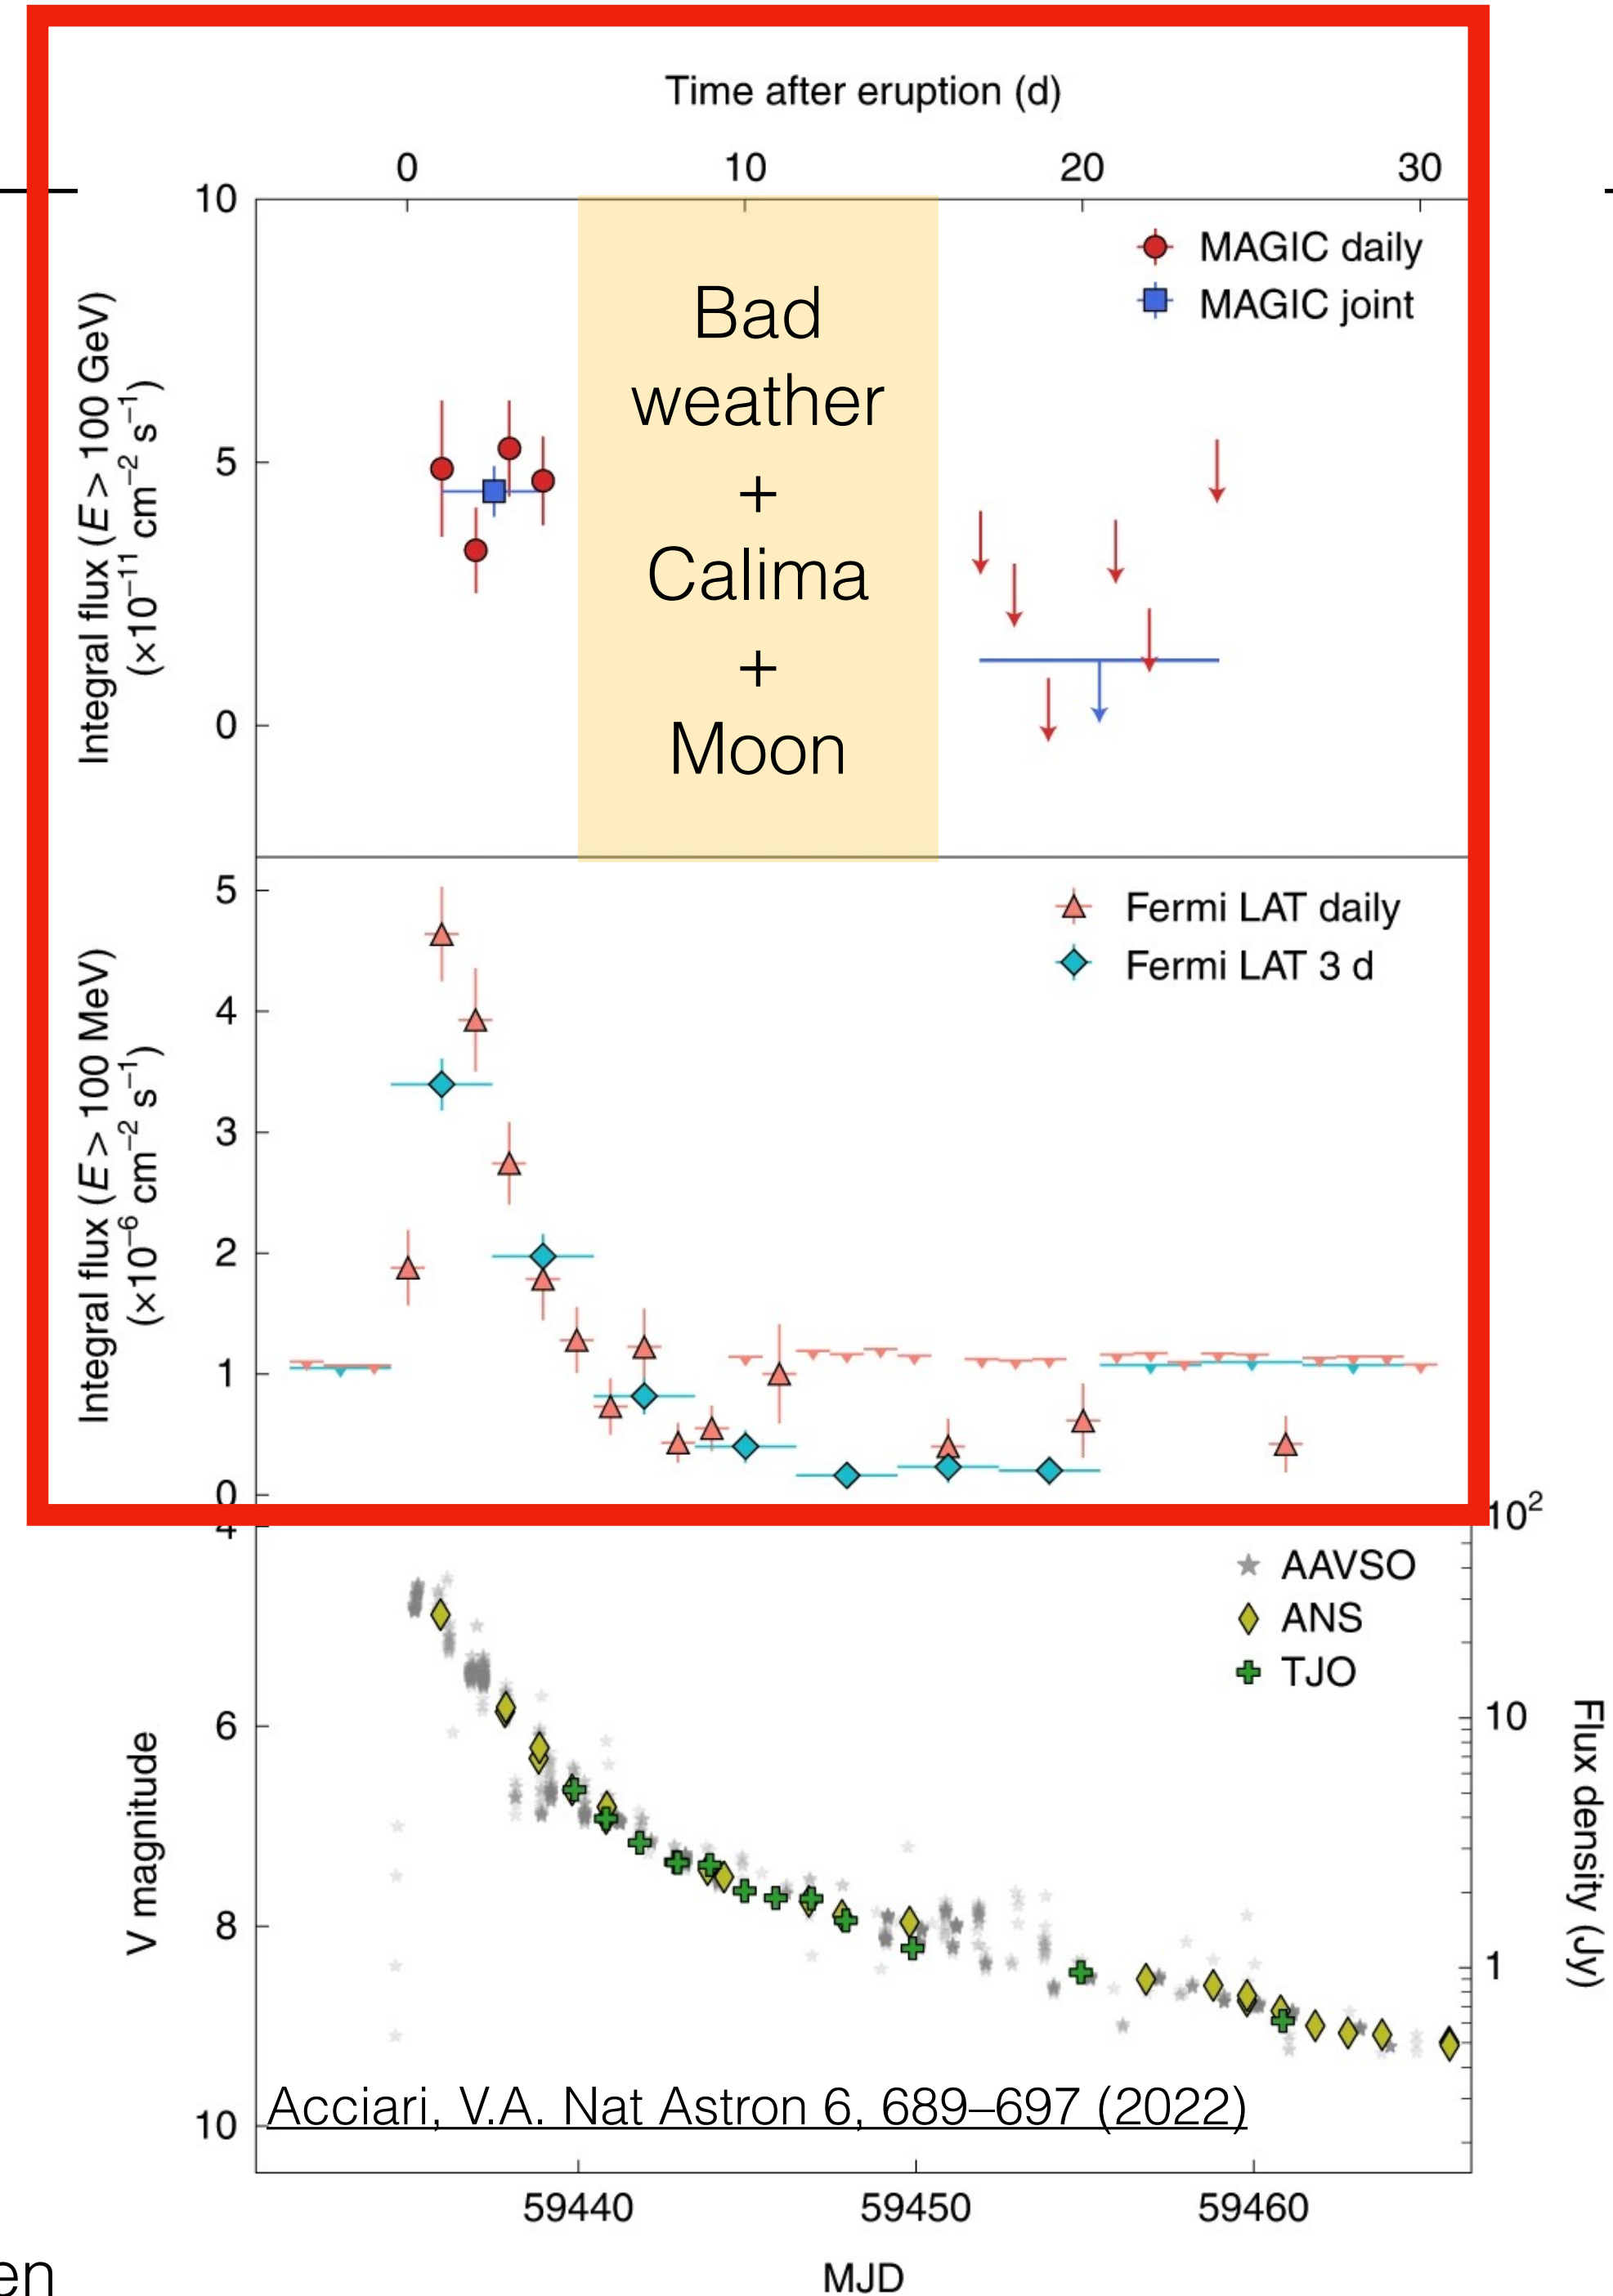 Time after eruption (d)
0 10 20 30
10
5
0
Integral flux (E > 100 GeV)
(×10⁻¹¹ cm⁻² s⁻¹)
MAGIC daily
MAGIC joint
Bad
weather
+
Calima
+
Moon
5
4
3
2
1
0
Integral flux (E > 100 MeV)
(×10⁻⁶ cm⁻² s⁻¹)
Fermi LAT daily
Fermi LAT 3 d
4
6
8
10
V magnitude
AAVSO
ANS
TJO
10²
10
1
Flux density (Jy)
Acciari, V.A. Nat Astron 6, 689–697 (2022)
59440 59450 59460
MJD
en